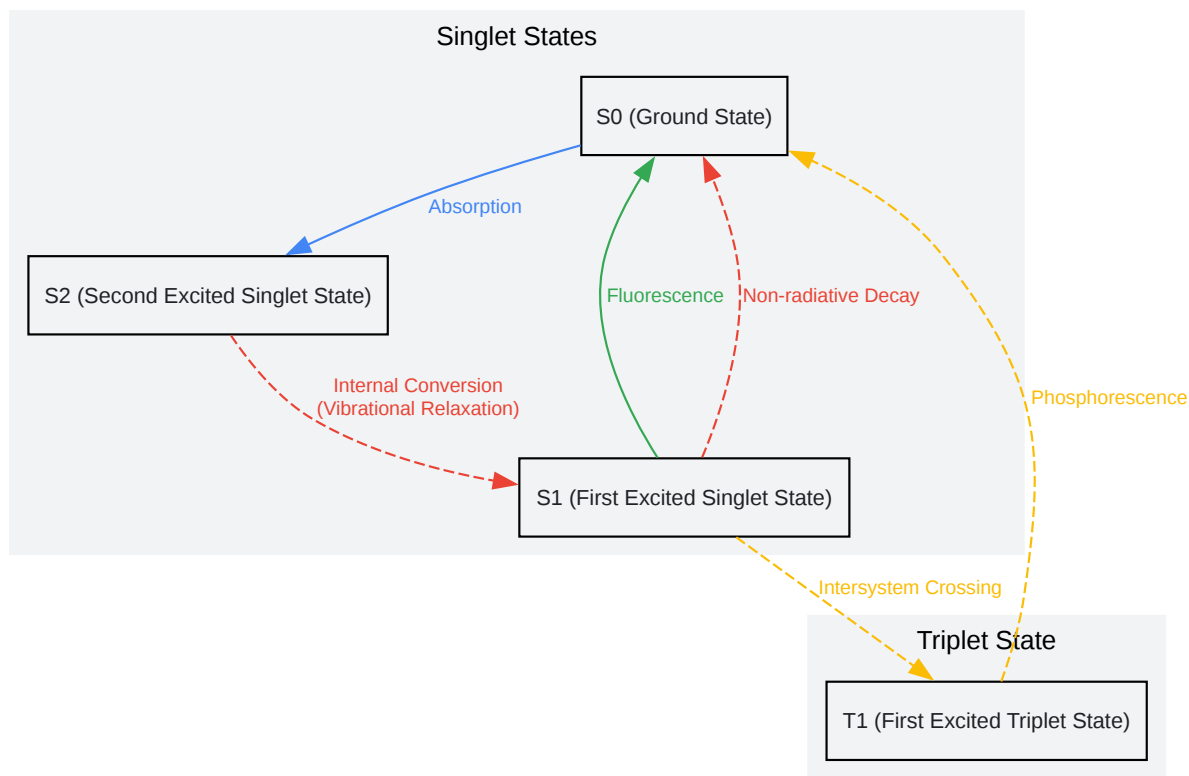 Singlet States
S0 (Ground State)
Absorption
S2 (Second Excited Singlet State)
Fluorescence
Non-radiative Decay
Internal Conversion
(Vibrational Relaxation)
Phosphorescence
S1 (First Excited Singlet State)
Intersystem Crossing
Triplet State
T1 (First Excited Triplet State)